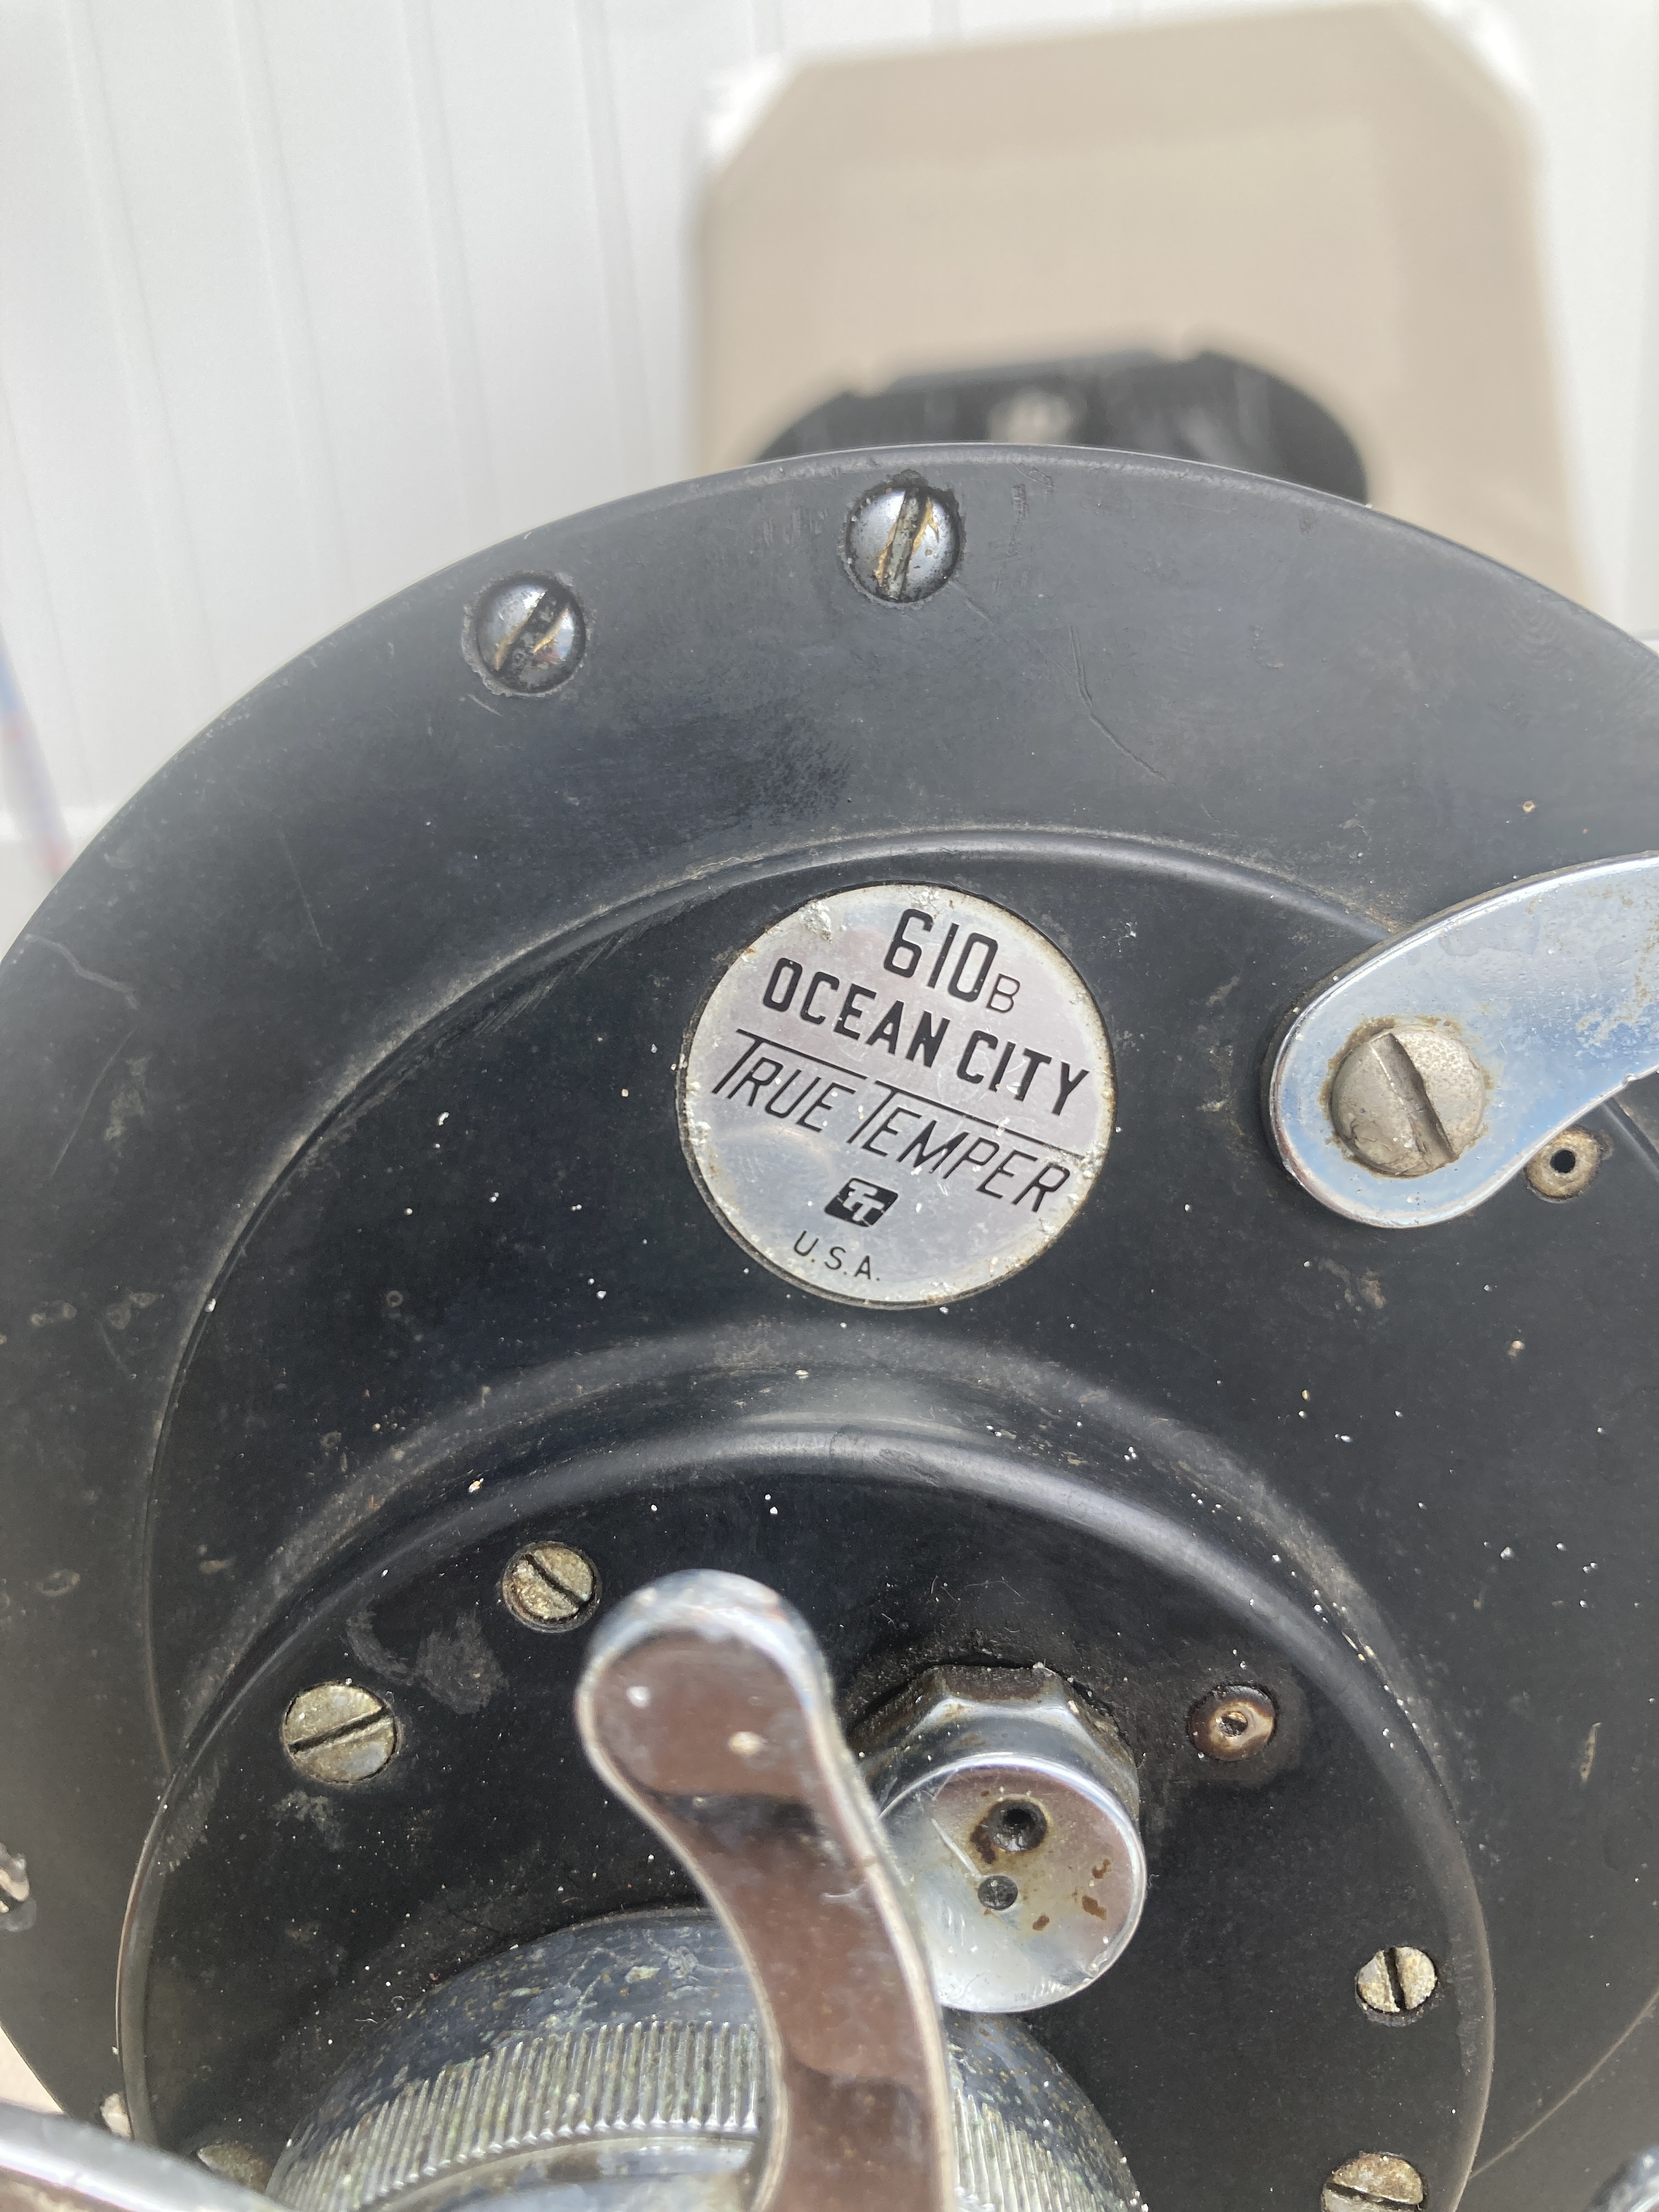 610B
OCEAN CITY
TRUE TEMPER
TT
U.S.A.